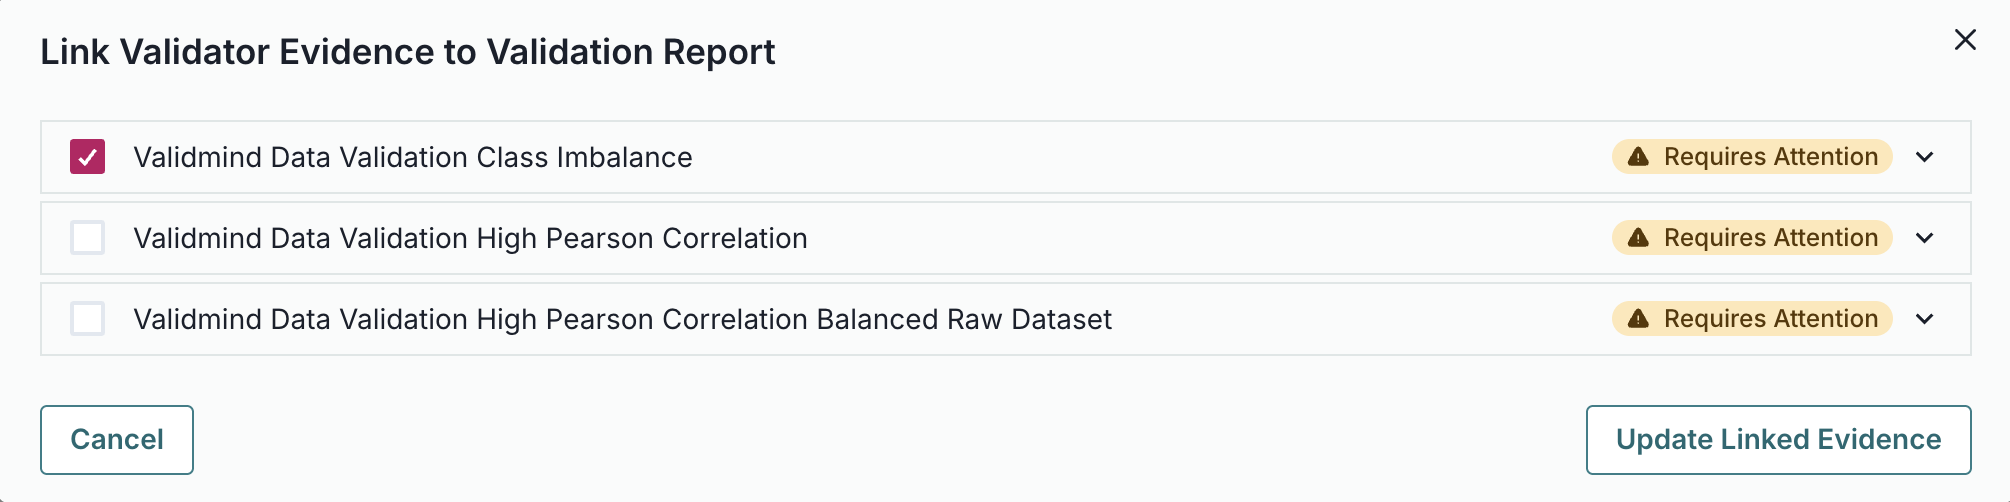 Link Validator Evidence to Validation Report
Validmind Data Validation Class Imbalance Requires Attention
Validmind Data Validation High Pearson Correlation Requires Attention
Validmind Data Validation High Pearson Correlation Balanced Raw Dataset Requires Attention
Cancel Update Linked Evidence